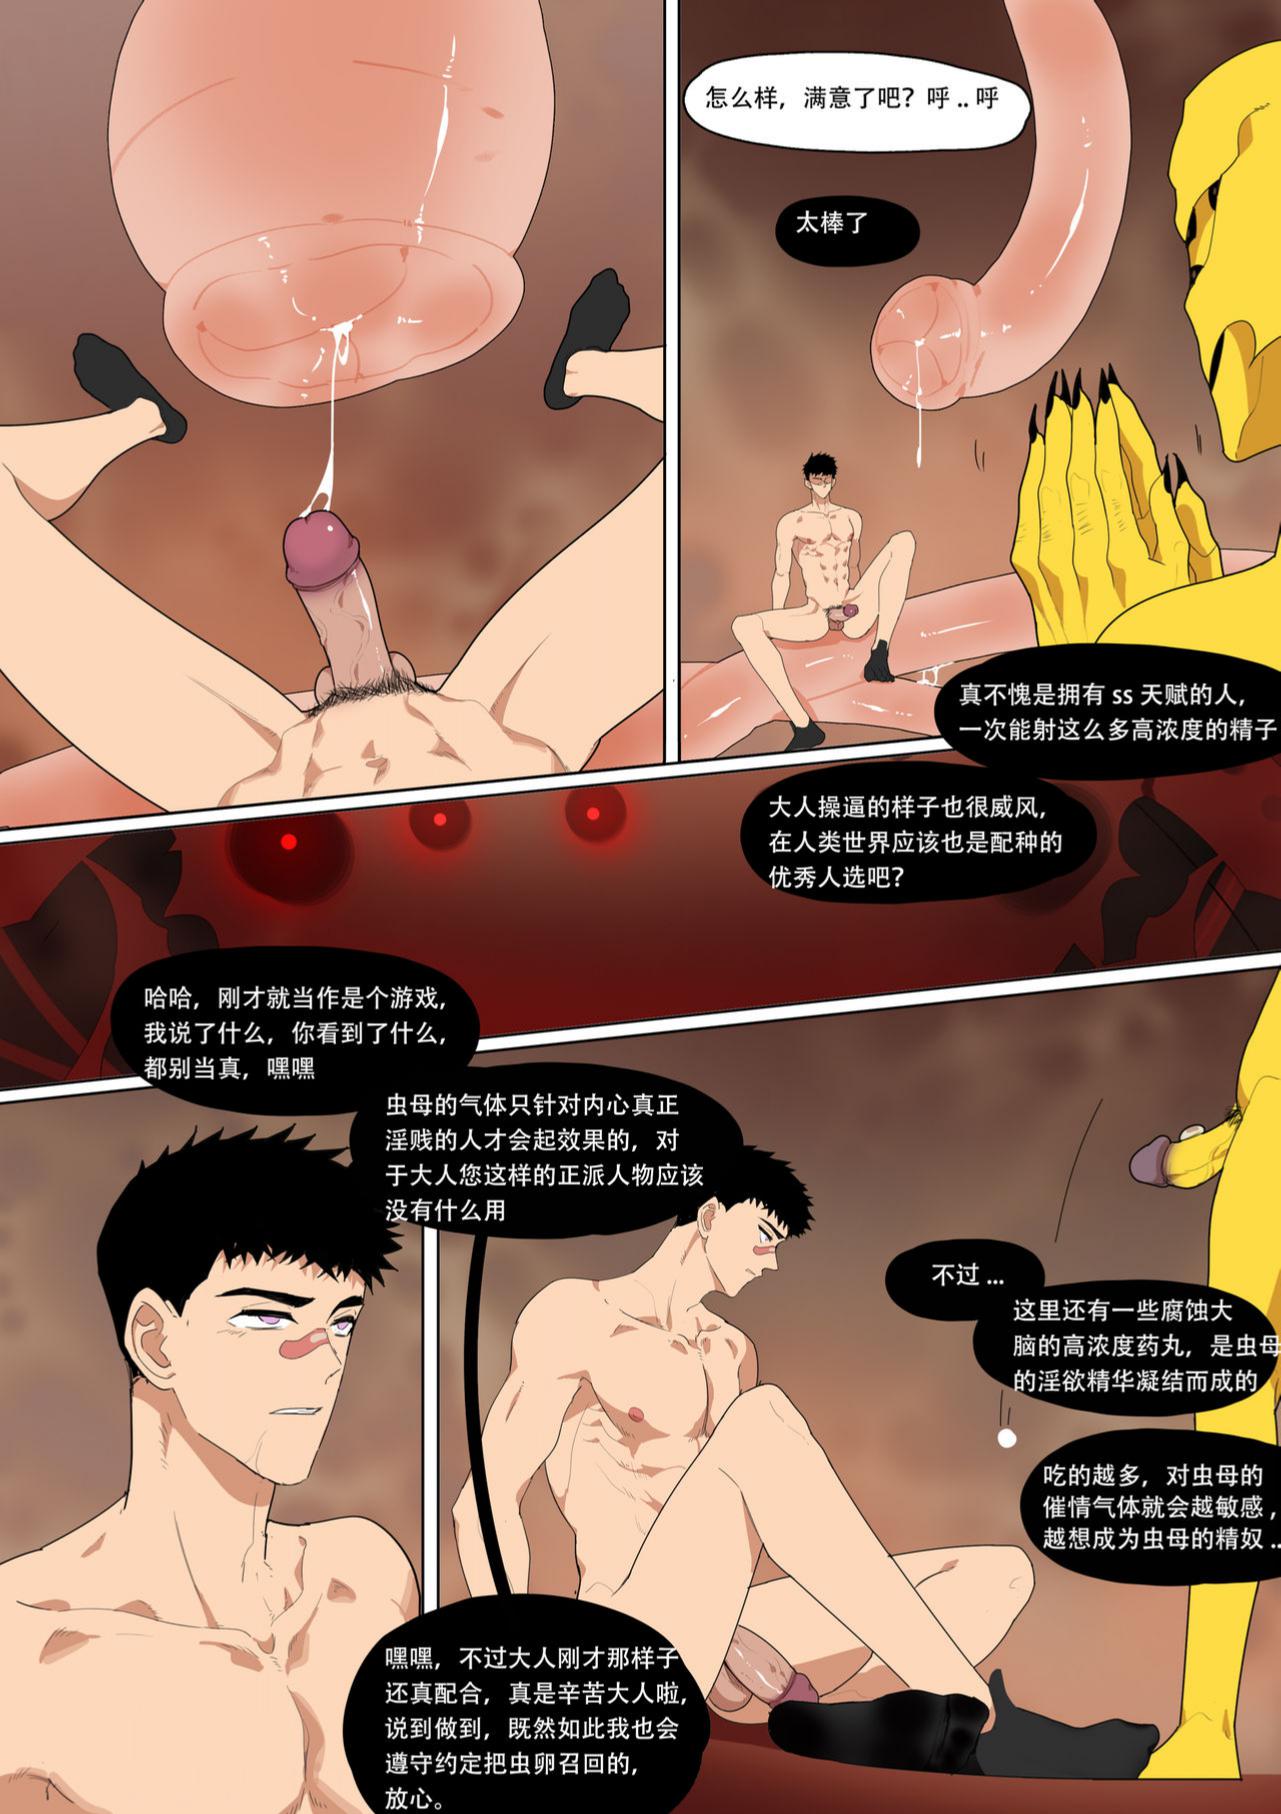 怎么样，满意了吧？呼 .. 呼
太棒了
真不愧是拥有 ss 天赋的人，
一次能射这么多高浓度的精子
大人操逼的样子也很威风，
在人类世界应该也是配种的
优秀人选吧？
哈哈，刚才就当作是个游戏，
我说了什么，你看到了什么，
都别当真，嘿嘿
虫母的气体只针对内心真正
淫贱的人才会起效果的，对
于大人您这样的正派人物应该
没有什么用
嘿嘿，不过大人刚才那样子
还真配合，真是辛苦大人啦，
说到做到，既然如此我也会
遵守约定把虫卵召回的，
放心。
不过 ...
这里还有一些腐蚀大
脑的高浓度药丸，是虫母
的淫欲精华凝结而成的
吃的越多，对虫母的
催情气体就会越敏感，
越想成为虫母的精奴 ..